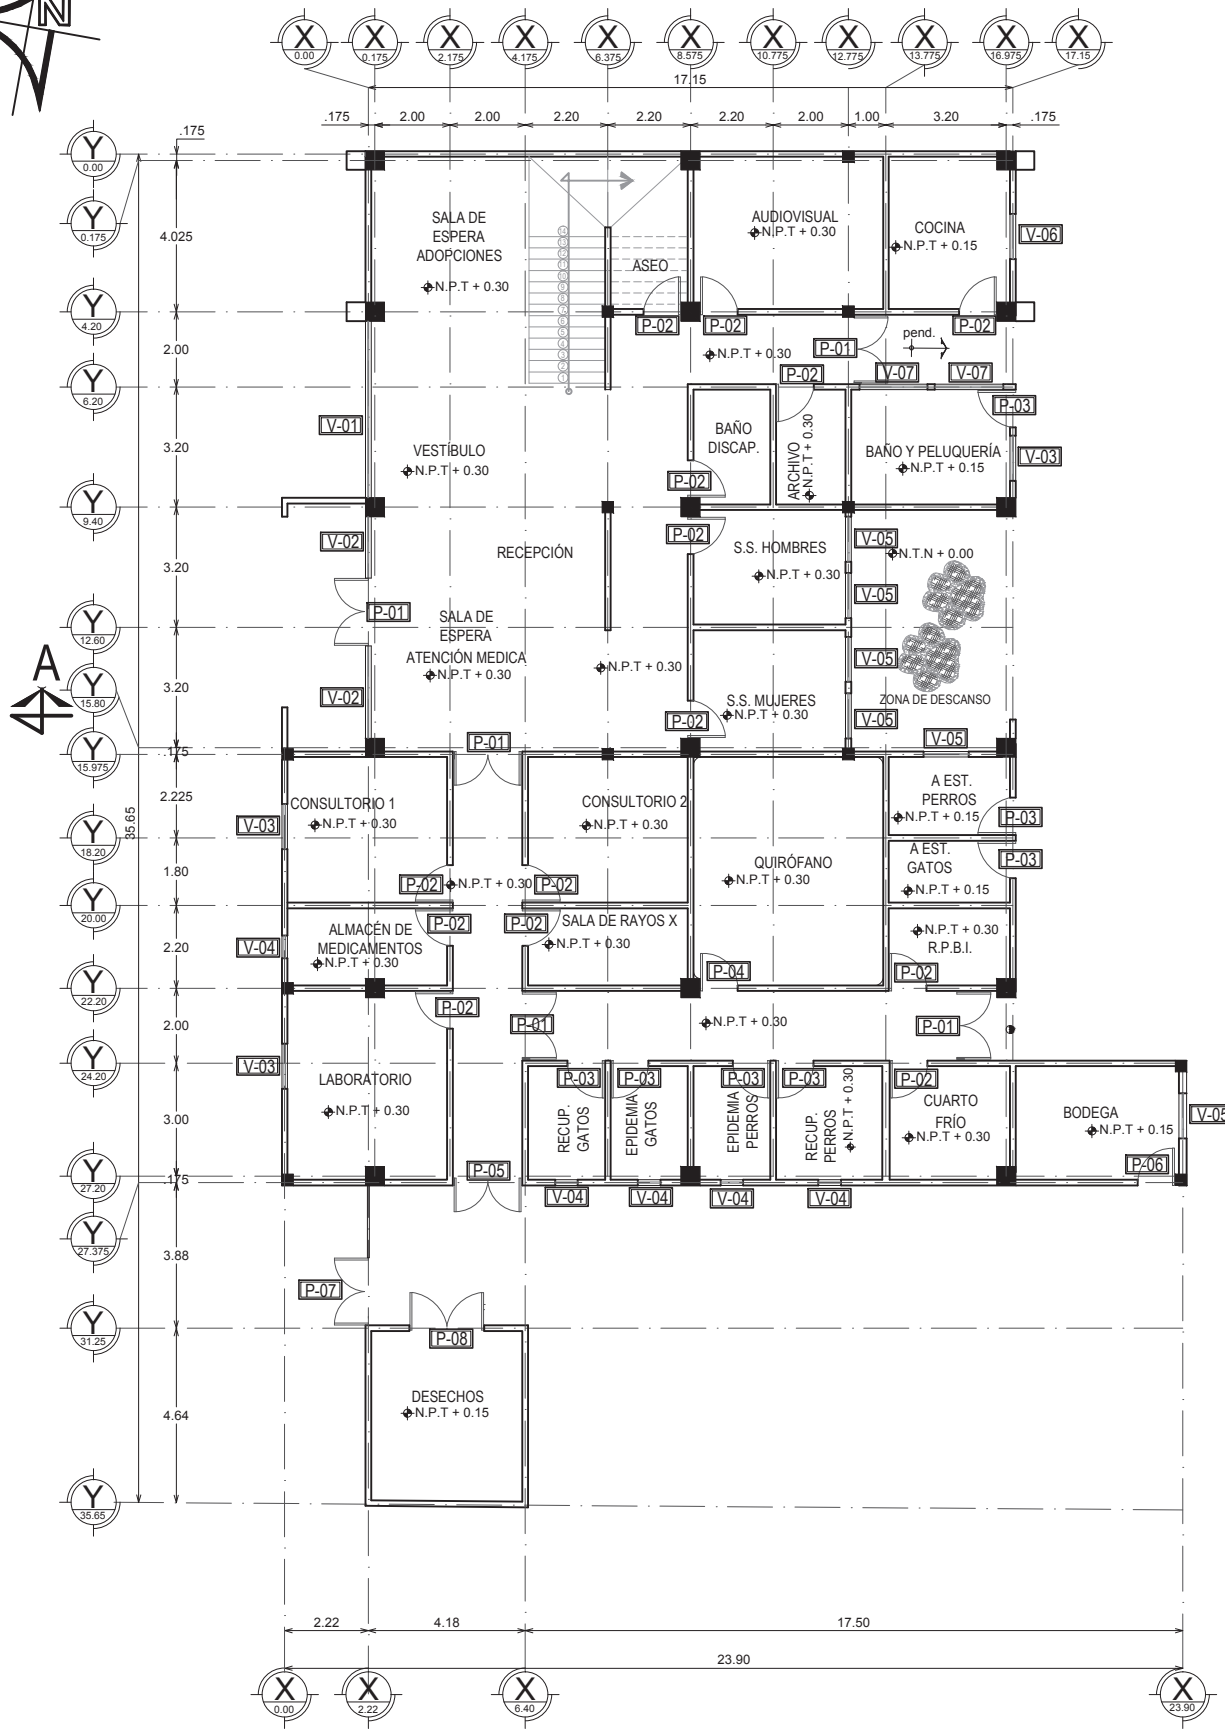 N
X 0.00
X 0.175
X 2.175
X 4.175
X 6.375
X 8.575
X 10.775
X 12.775
X 13.775
X 16.975
X 17.15
17.15
.175 2.00 2.00 2.20 2.20 2.20 2.00 1.00 3.20 .175
Y 0.00
.175
Y 0.175
4.025
Y 4.20
2.00
Y 6.20
3.20
Y 9.40
3.20
Y 12.60
3.20
Y 15.80
Y 15.975
.175
2.225
35.65
Y 18.20
1.80
Y 20.00
2.20
Y 22.20
2.00
Y 24.20
3.00
Y 27.20
.175
Y 27.375
3.88
Y 31.25
4.64
Y 35.65
A
SALA DE
ESPERA
ADOPCIONES
N.P.T + 0.30
14
13
12
11
10
9
8
7
6
5
4
3
2
1
ASEO
P-02
AUDIOVISUAL
N.P.T + 0.30
P-02
COCINA
N.P.T + 0.15
V-06
P-02
N.P.T + 0.30
P-01
pend.
P-02
V-07
V-07
P-03
V-01
VESTÍBULO
N.P.T + 0.30
BAÑO
DISCAP.
P-02
ARCHIVO
N.P.T + 0.30
BAÑO Y PELUQUERÍA
N.P.T + 0.15
V-03
V-02
RECEPCIÓN
P-02
S.S. HOMBRES
N.P.T + 0.30
V-05
N.T.N + 0.00
V-05
P-01
SALA DE
ESPERA
ATENCIÓN MEDICA
N.P.T + 0.30
N.P.T + 0.30
V-02
S.S. MUJERES
N.P.T + 0.30
P-02
V-05
ZONA DE DESCANSO
V-05
V-05
P-01
CONSULTORIO 1
N.P.T + 0.30
V-03
CONSULTORIO 2
N.P.T + 0.30
A EST.
PERROS
N.P.T + 0.15
P-03
QUIRÓFANO
N.P.T + 0.30
A EST.
GATOS
N.P.T + 0.15
P-03
P-02
N.P.T + 0.30
P-02
ALMACÉN DE
MEDICAMENTOS
N.P.T + 0.30
V-04
P-02
P-02
SALA DE RAYOS X
N.P.T + 0.30
N.P.T + 0.30
R.P.B.I.
P-04
P-02
P-02
P-01
N.P.T + 0.30
P-01
V-03
LABORATORIO
N.P.T + 0.30
P-03
P-03
P-03
P-03
P-02
RECUP.
GATOS
EPIDEMIA
GATOS
EPIDEMIA
PERROS
RECUP.
PERROS
N.P.T + 0.30
CUARTO
FRÍO
N.P.T + 0.30
BODEGA
N.P.T + 0.15
V-05
P-06
P-05
V-04
V-04
V-04
V-04
P-07
P-08
DESECHOS
N.P.T + 0.15
2.22 4.18 17.50
23.90
X 0.00
X 2.22
X 6.40
X 23.90